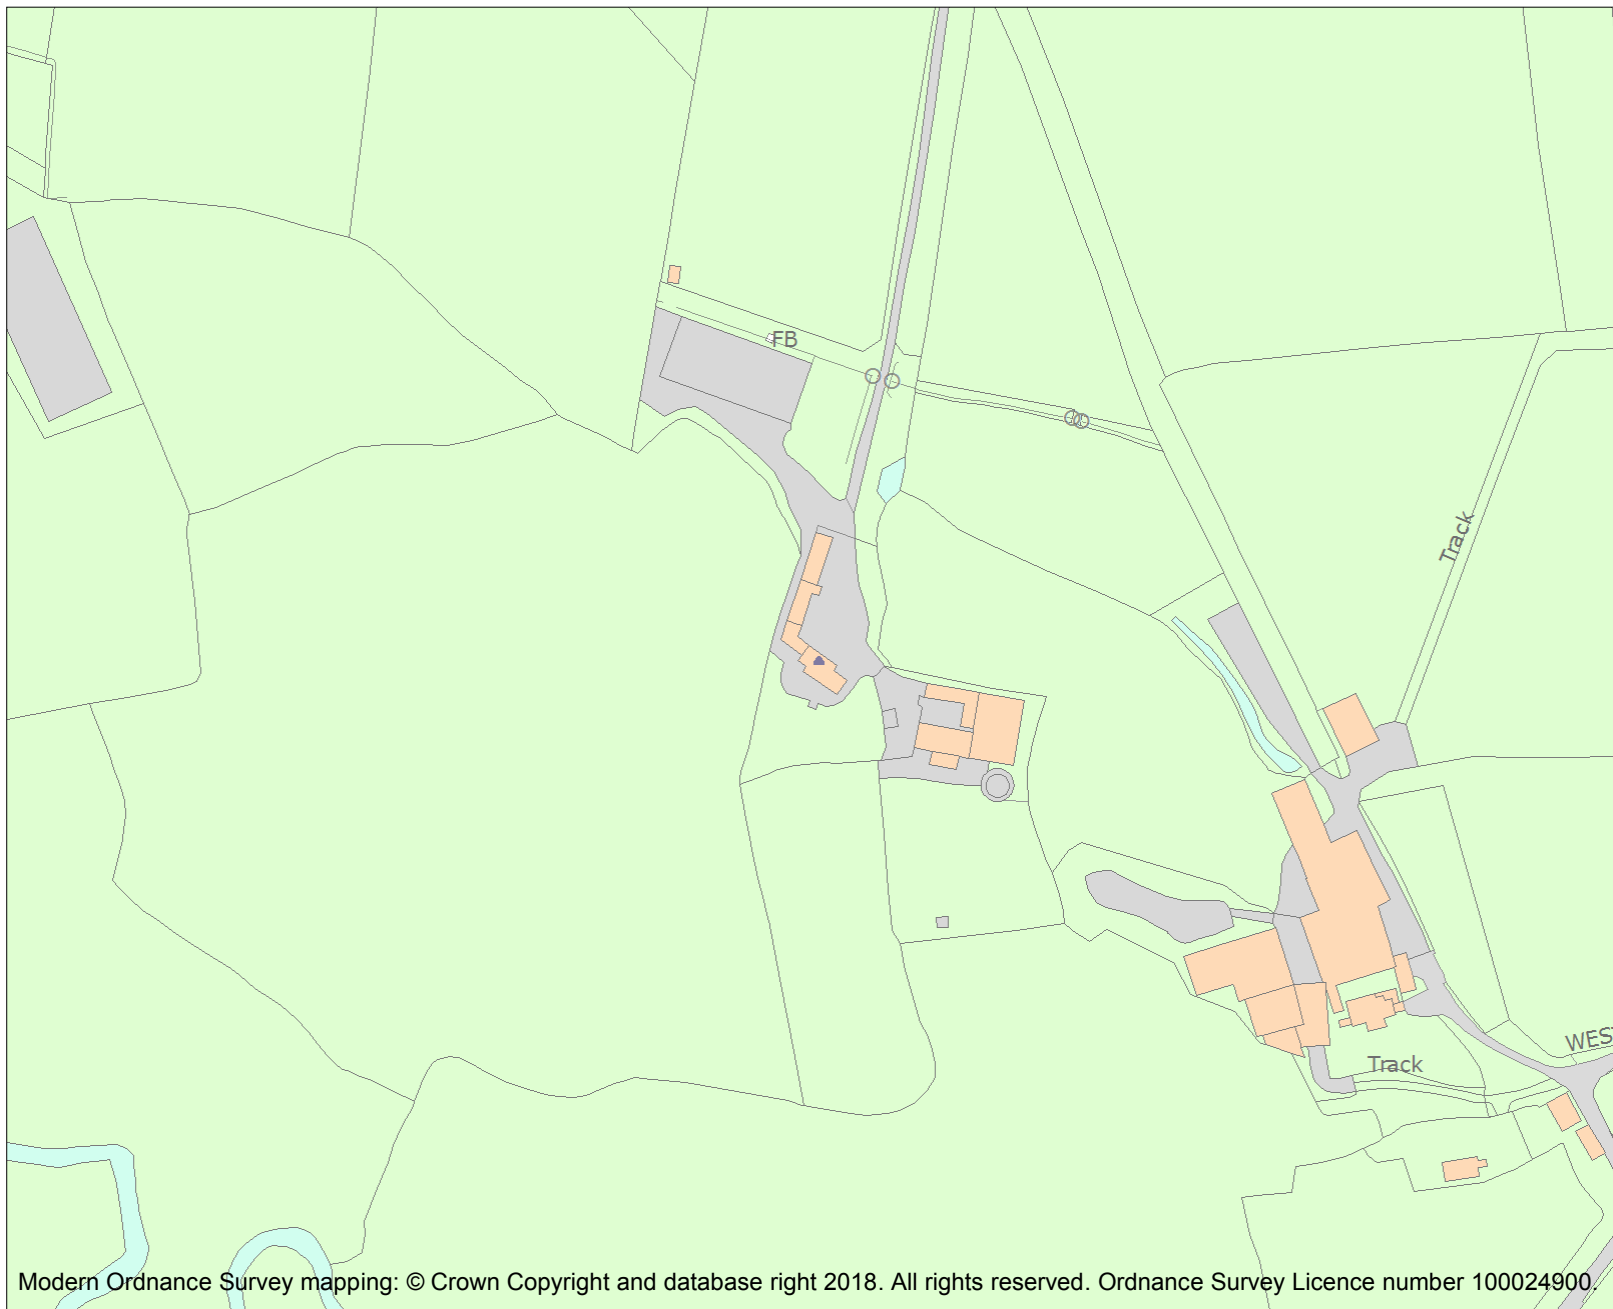 FB
Track
WES
Track
Modern Ordnance Survey mapping: © Crown Copyright and database right 2018. All rights reserved. Ordnance Survey Licence number 100024900.